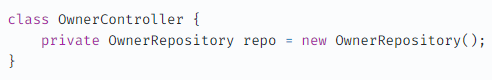 class OwnerController {
    private OwnerRepository repo = new OwnerRepository();
}